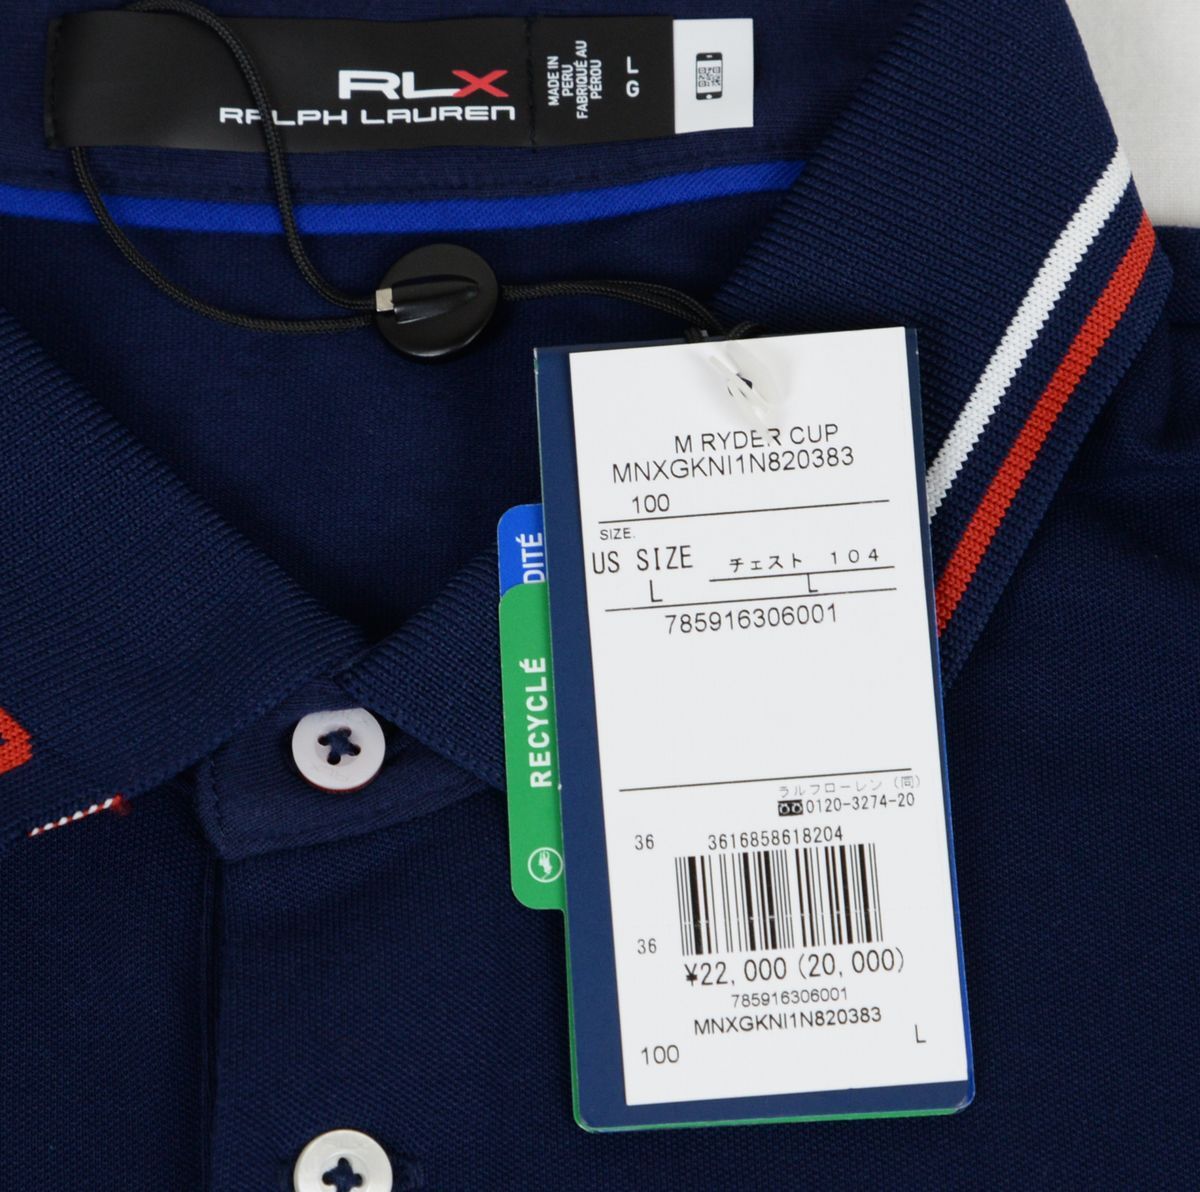 RLX
RALPH LAUREN
MADE IN
PERU
FABRIQUÉ AU
PÉROU
L
G
M RYDER CUP
MNXGKNI1N820383
100
SIZE.
US SIZE
チェスト 104
L
L
785916306001
DITÉ
RECYCLÉ
ラルフローレン (同)
0120-3274-20
36
3616858618204
36
¥22,000 (20,000)
785916306001
MNXGKNI1N820383
100
L